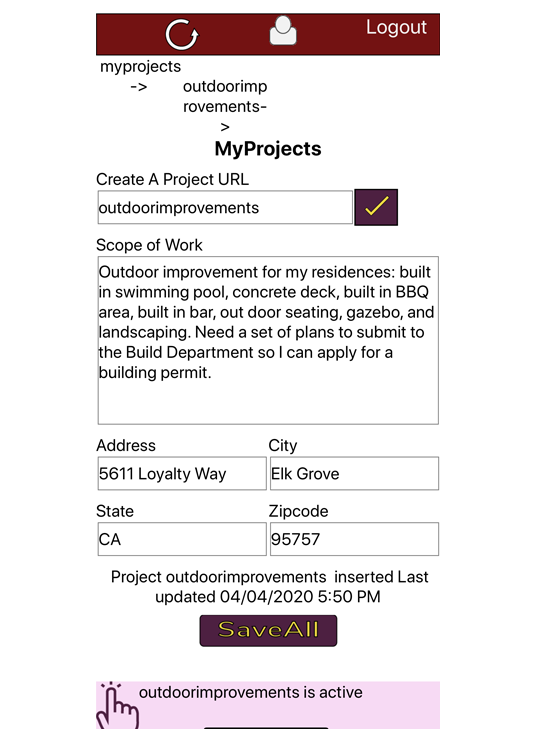 Logout
myprojects
-> outdoorimp
rovements-
>
MyProjects
Create A Project URL
outdoorimprovements
Scope of Work
Outdoor improvement for my residences: built
in swimming pool, concrete deck, built in BBQ
area, built in bar, out door seating, gazebo, and
landscaping. Need a set of plans to submit to
the Build Department so I can apply for a
building permit.
Address City
5611 Loyalty Way Elk Grove
State Zipcode
CA 95757
Project outdoorimprovements  inserted Last
updated 04/04/2020 5:50 PM
SaveAll
outdoorimprovements is active